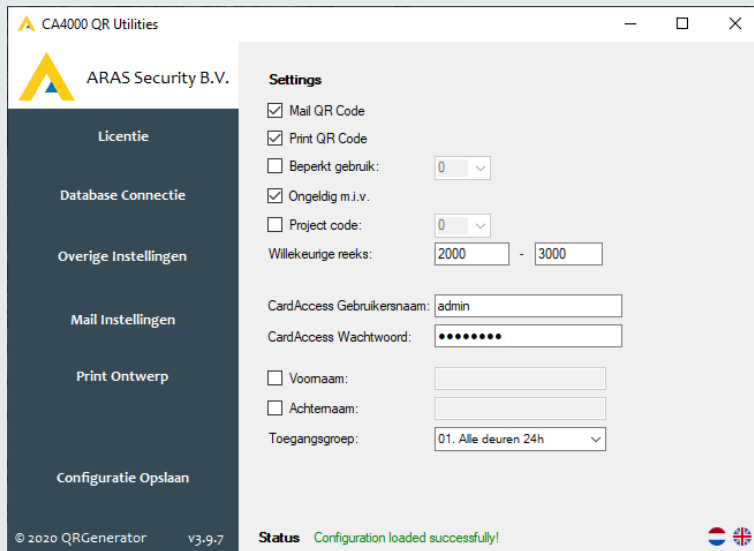 CA4000 QR Utilities
ARAS Security B.V.
Licentie
Database Connectie
Overige Instellingen
Mail Instellingen
Print Ontwerp
Configuratie Opslaan
© 2020 QRGenerator v3.9.7
Settings
Mail QR Code
Print QR Code
Beperkt gebruik: 0
Ongeldig m.i.v.
Project code: 0
Willekeurige reeks: 2000 - 3000
CardAccess Gebruikersnaam: admin
CardAccess Wachtwoord: ●●●●●●●●
Voornaam:
Achternaam:
Toegangsgroep: 01. Alle deuren 24h
Status Configuration loaded successfully!